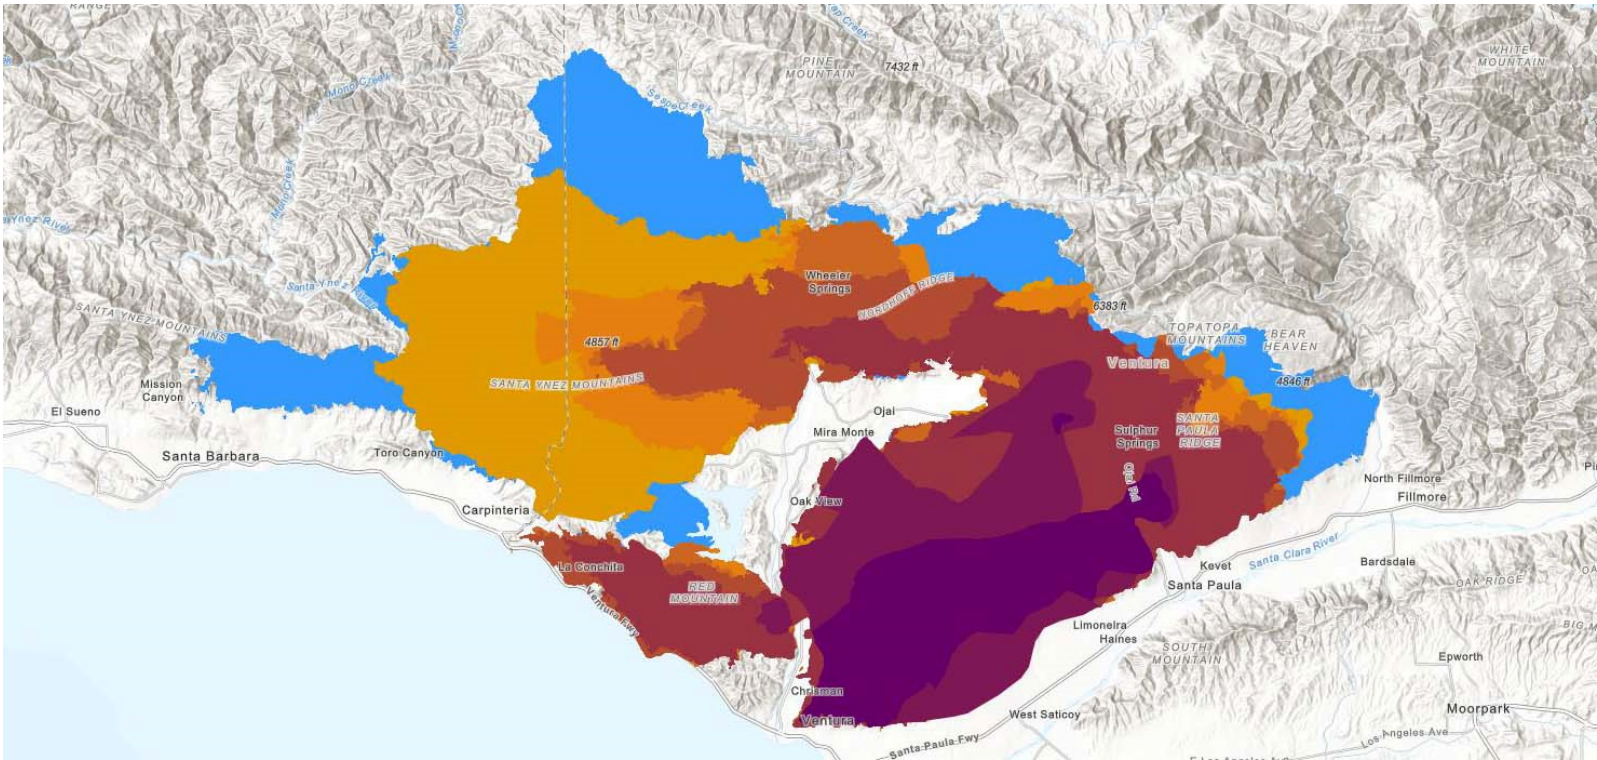 RANGE
PINE
MOUNTAIN
7432 ft
WHITE
MOUNTAIN
Mono Creek
Sespe Creek
Mono Creek
Santa Ynez River
SANTA YNEZ MOUNTAINS
Wheeler
Springs
NORDHOFF RIDGE
6383 ft
TOPATOPA
MOUNTAINS
BEAR
HEAVEN
4857 ft
Ventura
Mission
Canyon
SANTA YNEZ MOUNTAINS
4846 ft
El Sueno
Ojai
SANTA
PAULA
RIDGE
Mira Monte
Sulphur
Springs
Santa Barbara
Toro Canyon
Ojai Rd
North Fillmore
Fillmore
Oak View
Carpinteria
Santa Clara River
La Conchita
Kevet
Bardsdale
Santa Paula
OAK RIDGE
RED
MOUNTAIN
Ventura Fwy
Limoneira
Haines
SOUTH
MOUNTAIN
Epworth
Chrisman
Ventura
West Saticoy
Moorpark
Santa Paula Fwy
Los Angeles Ave